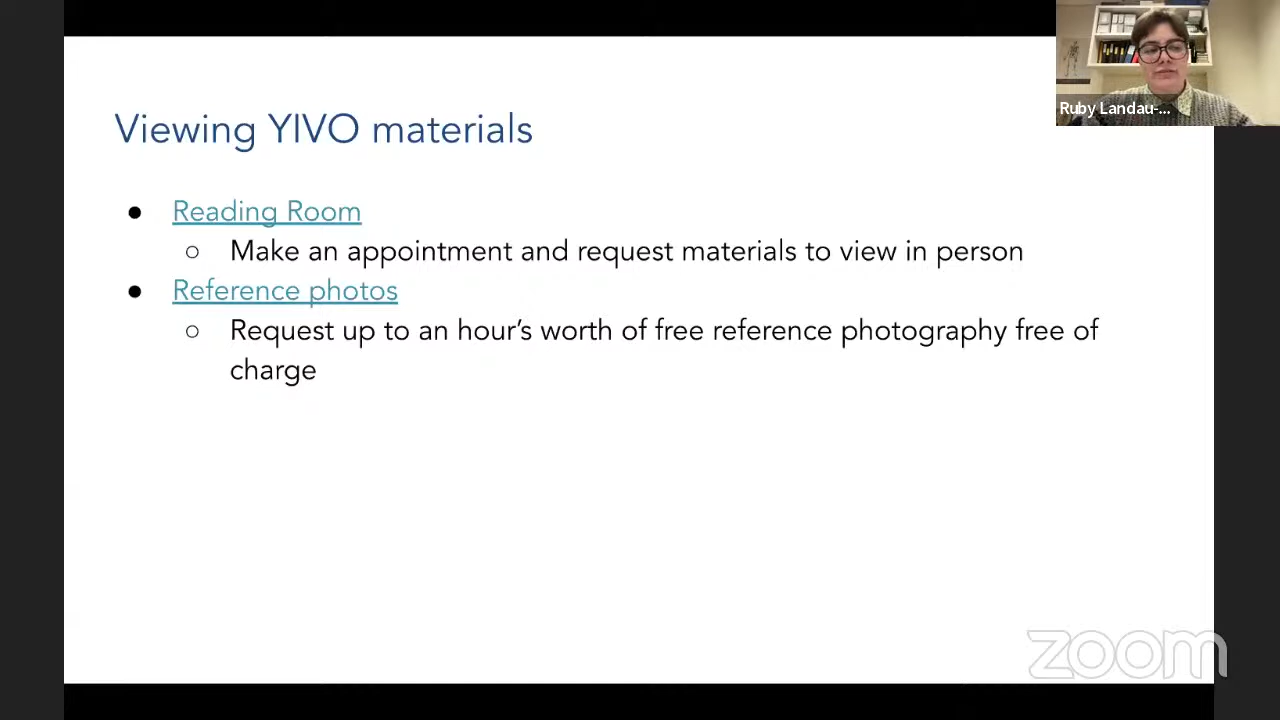 Viewing YIVO materials
● Reading Room
○ Make an appointment and request materials to view in person
● Reference photos
○ Request up to an hour’s worth of free reference photography free of
charge
Ruby Landau-...
zoom